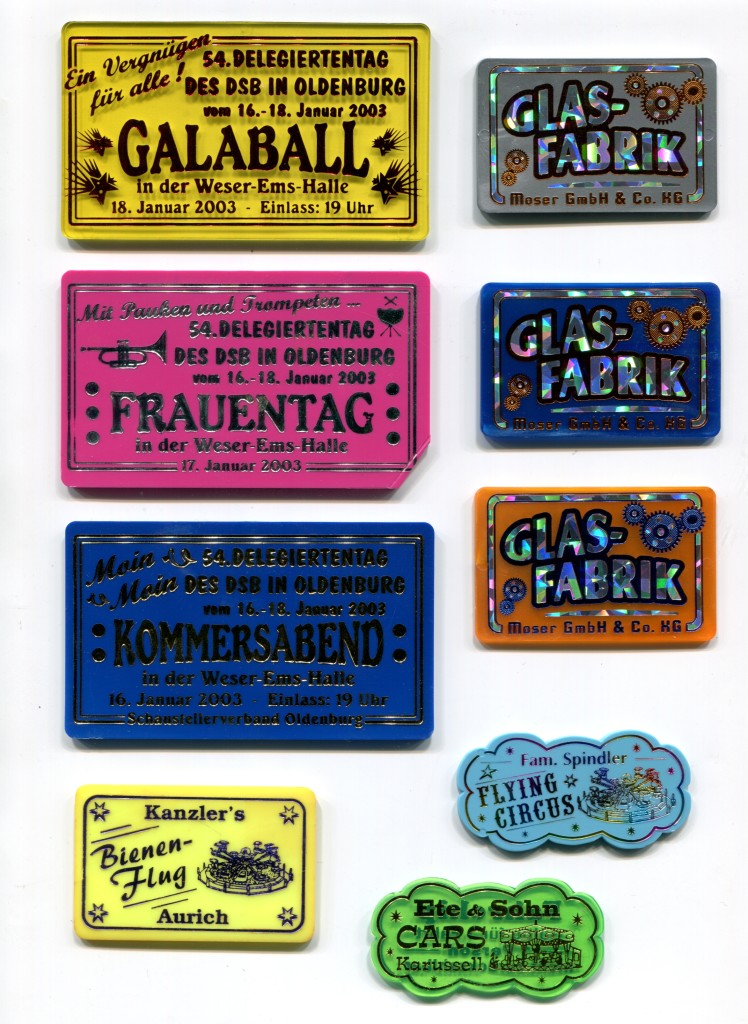 Ein Vergnügen
für alle!
54.DELEGIERTENTAG
DES DSB IN OLDENBURG
vom 16.-18. Januar 2003
GALABALL
in der Weser-Ems-Halle
18. Januar 2003 - Einlass: 19 Uhr
Mit Pauken und Trompeten ...
54.DELEGIERTENTAG
DES DSB IN OLDENBURG
vom 16.-18. Januar 2003
FRAUENTAG
in der Weser-Ems-Halle
17. Januar 2003
Moin
Moin
54.DELEGIERTENTAG
DES DSB IN OLDENBURG
vom 16.-18. Januar 2003
KOMMERSABEND
in der Weser-Ems-Halle
16. Januar 2003 - Einlass: 19 Uhr
Schaustellerverband Oldenburg
Kanzler's
Bienen-
Flug
Aurich
GLAS-
FABRIK
Moser GmbH & Co. KG
GLAS-
FABRIK
Moser GmbH & Co. KG
GLAS-
FABRIK
Moser GmbH & Co. KG
Fam. Spindler
FLYING
CIRCUS
Ete & Sohn
CARS
Karussell